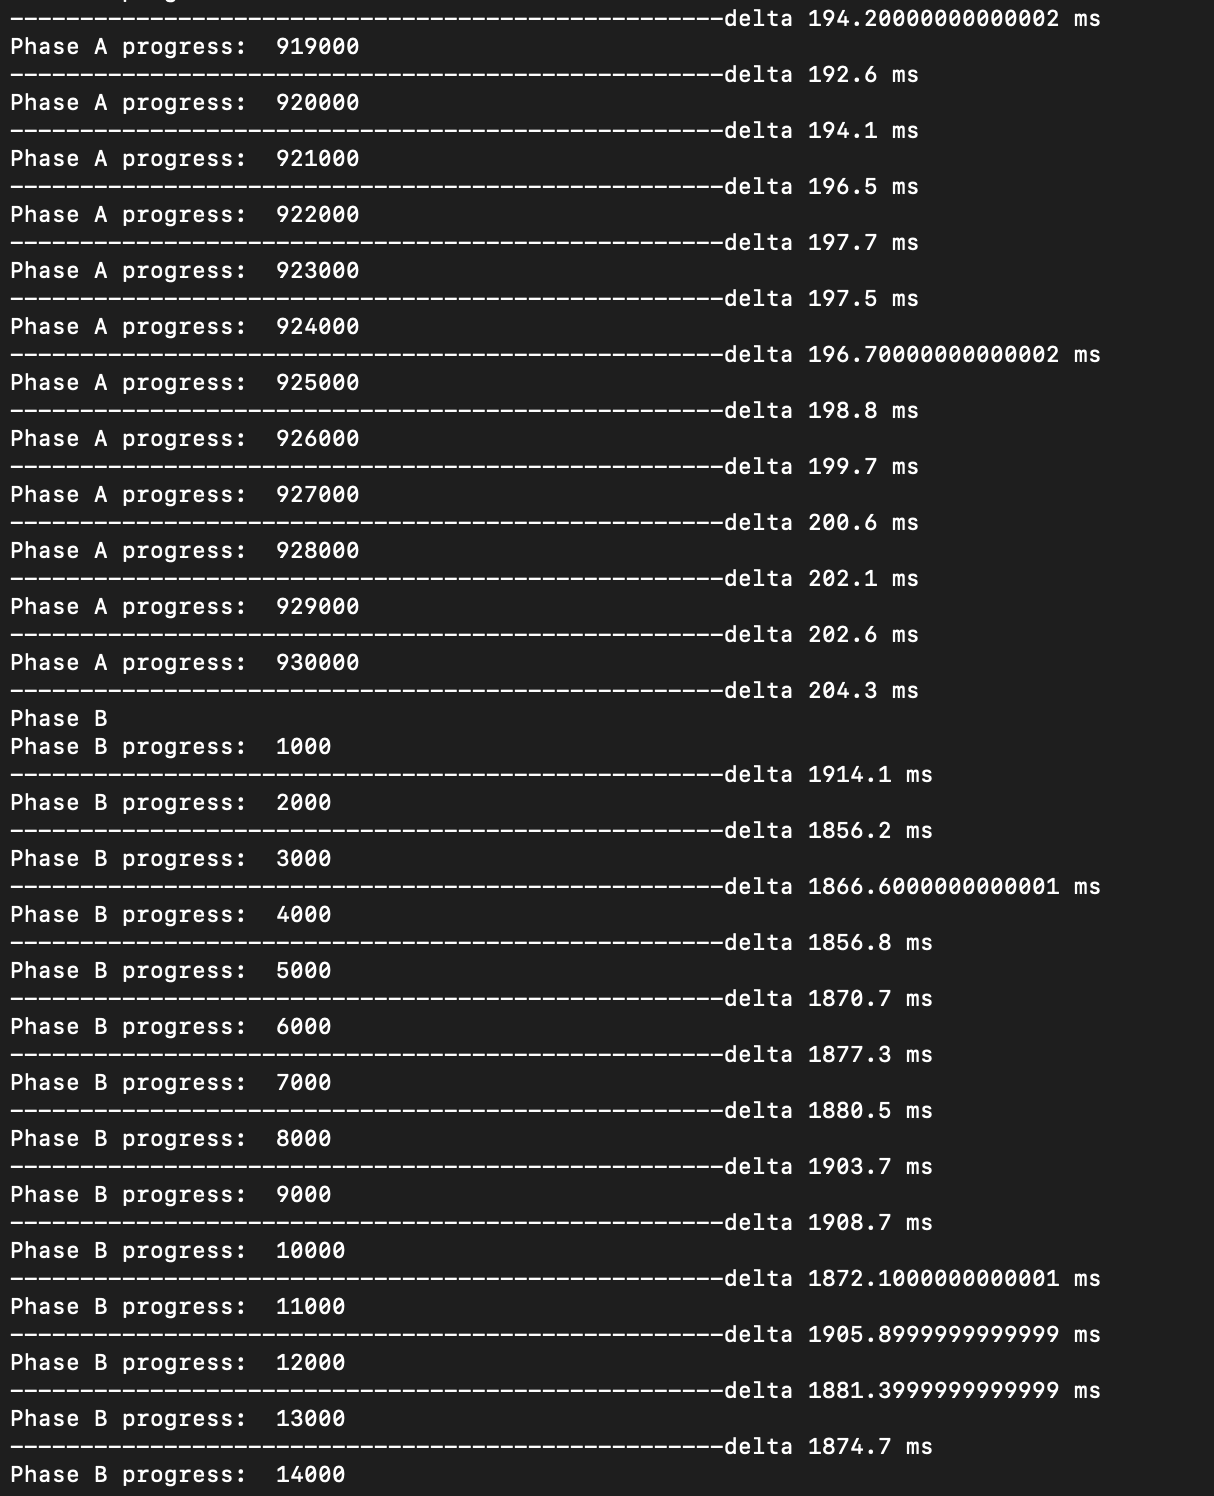 ---------------------------------------------------delta 194.20000000000002 ms
Phase A progress:  919000
---------------------------------------------------delta 192.6 ms
Phase A progress:  920000
---------------------------------------------------delta 194.1 ms
Phase A progress:  921000
---------------------------------------------------delta 196.5 ms
Phase A progress:  922000
---------------------------------------------------delta 197.7 ms
Phase A progress:  923000
---------------------------------------------------delta 197.5 ms
Phase A progress:  924000
---------------------------------------------------delta 196.70000000000002 ms
Phase A progress:  925000
---------------------------------------------------delta 198.8 ms
Phase A progress:  926000
---------------------------------------------------delta 199.7 ms
Phase A progress:  927000
---------------------------------------------------delta 200.6 ms
Phase A progress:  928000
---------------------------------------------------delta 202.1 ms
Phase A progress:  929000
---------------------------------------------------delta 202.6 ms
Phase A progress:  930000
---------------------------------------------------delta 204.3 ms
Phase B
Phase B progress:  1000
---------------------------------------------------delta 1914.1 ms
Phase B progress:  2000
---------------------------------------------------delta 1856.2 ms
Phase B progress:  3000
---------------------------------------------------delta 1866.6000000000001 ms
Phase B progress:  4000
---------------------------------------------------delta 1856.8 ms
Phase B progress:  5000
---------------------------------------------------delta 1870.7 ms
Phase B progress:  6000
---------------------------------------------------delta 1877.3 ms
Phase B progress:  7000
---------------------------------------------------delta 1880.5 ms
Phase B progress:  8000
---------------------------------------------------delta 1903.7 ms
Phase B progress:  9000
---------------------------------------------------delta 1908.7 ms
Phase B progress:  10000
---------------------------------------------------delta 1872.1000000000001 ms
Phase B progress:  11000
---------------------------------------------------delta 1905.8999999999999 ms
Phase B progress:  12000
---------------------------------------------------delta 1881.3999999999999 ms
Phase B progress:  13000
---------------------------------------------------delta 1874.7 ms
Phase B progress:  14000